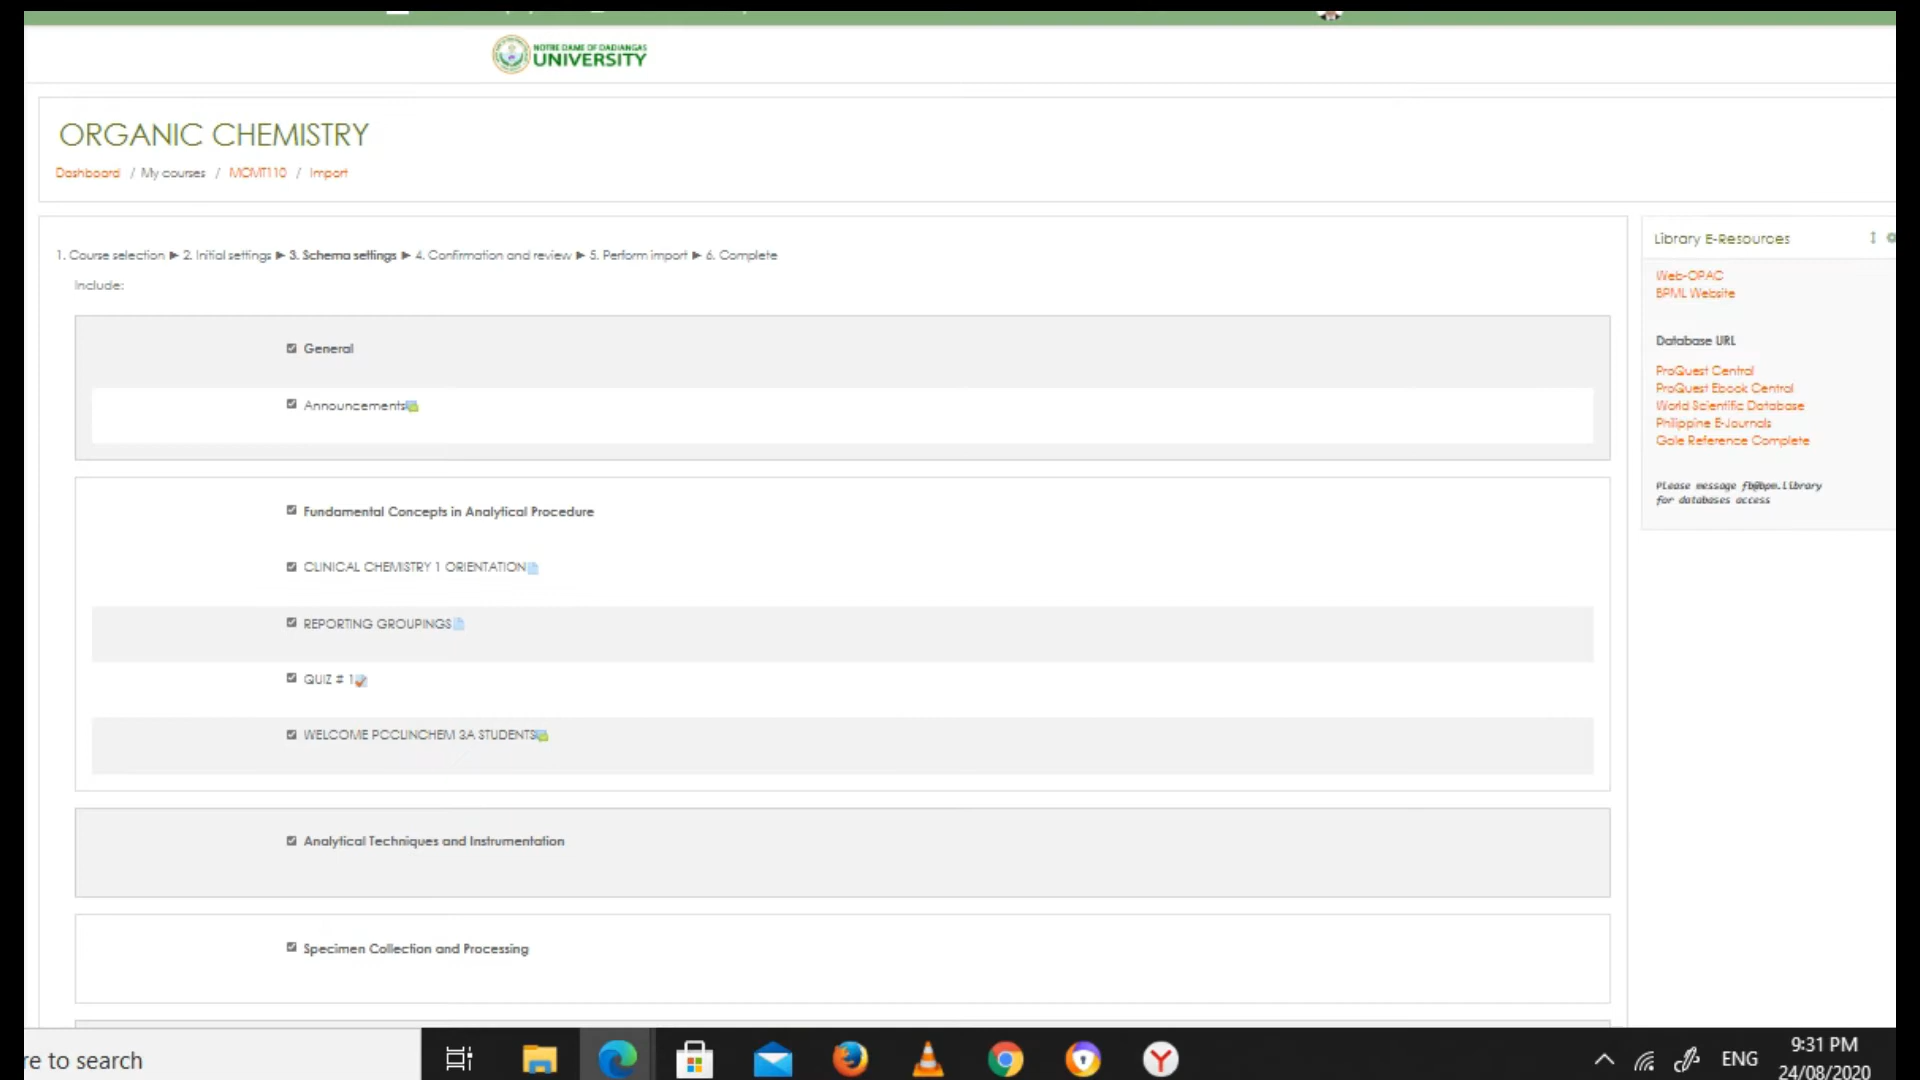 NOTRE DAME OF DADIANGAS
UNIVERSITY
ORGANIC CHEMISTRY
Dashboard / My courses / MCMT110 / Import
1. Course selection ► 2. Initial settings ► 3. Schema settings ► 4. Confirmation and review ► 5. Perform import ► 6. Complete
Include:
General
Announcements
Fundamental Concepts in Analytical Procedure
CLINICAL CHEMISTRY 1 ORIENTATION
REPORTING GROUPINGS
QUIZ # 1
WELCOME PCCLINCHEM 3A STUDENTS
Analytical Techniques and Instrumentation
Specimen Collection and Processing
Library E-Resources
Web-OPAC
BPML Website
Database URL
ProQuest Central
ProQuest Ebook Central
World Scientific Database
Philippine E-Journals
Gale Reference Complete
Please message fb@bpm.library
for databases access
re to search
ENG
9:31 PM
24/08/2020